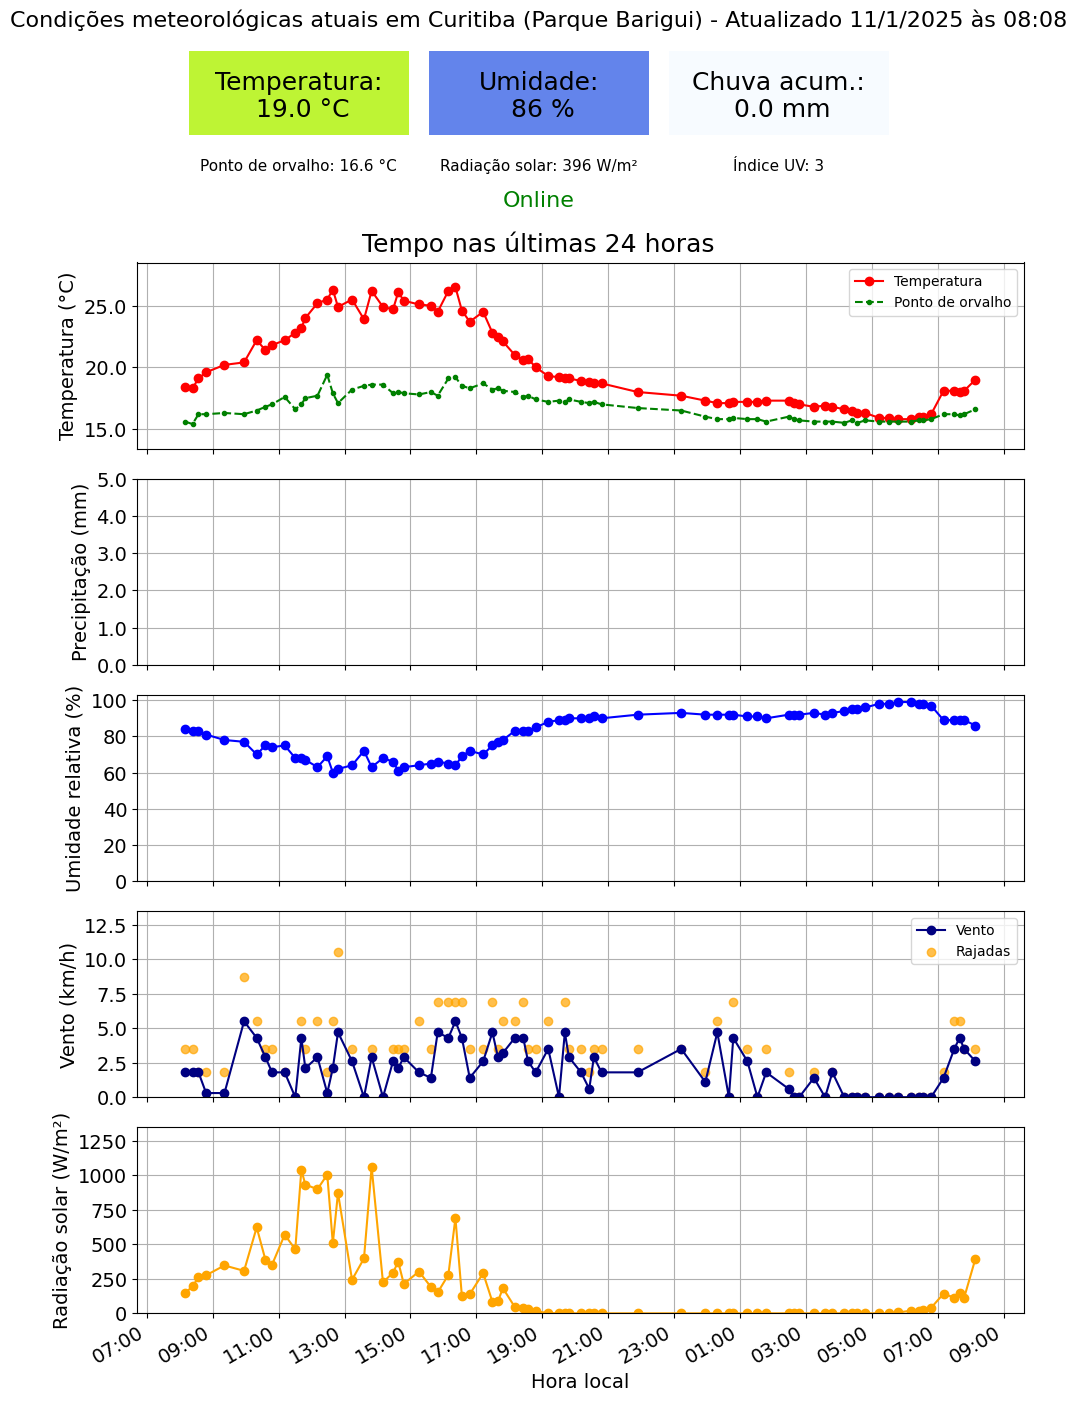 Condições meteorológicas atuais em Curitiba (Parque Barigui) - Atualizado 11/1/2025 às 08:08
Temperatura:
19.0 °C
Umidade:
86 %
Chuva acum.:
0.0 mm
Ponto de orvalho: 16.6 °C
Radiação solar: 396 W/m²
Índice UV: 3
Online
Tempo nas últimas 24 horas
Temperatura (°C)
25.0
20.0
15.0
Temperatura
Ponto de orvalho
Precipitação (mm)
5.0
4.0
3.0
2.0
1.0
0.0
Umidade relativa (%)
100
80
60
40
20
0
Vento (km/h)
12.5
10.0
7.5
5.0
2.5
0.0
Vento
Rajadas
Radiação solar (W/m²)
1250
1000
750
500
250
0
07:00
09:00
11:00
13:00
15:00
17:00
19:00
21:00
23:00
01:00
03:00
05:00
07:00
09:00
Hora local